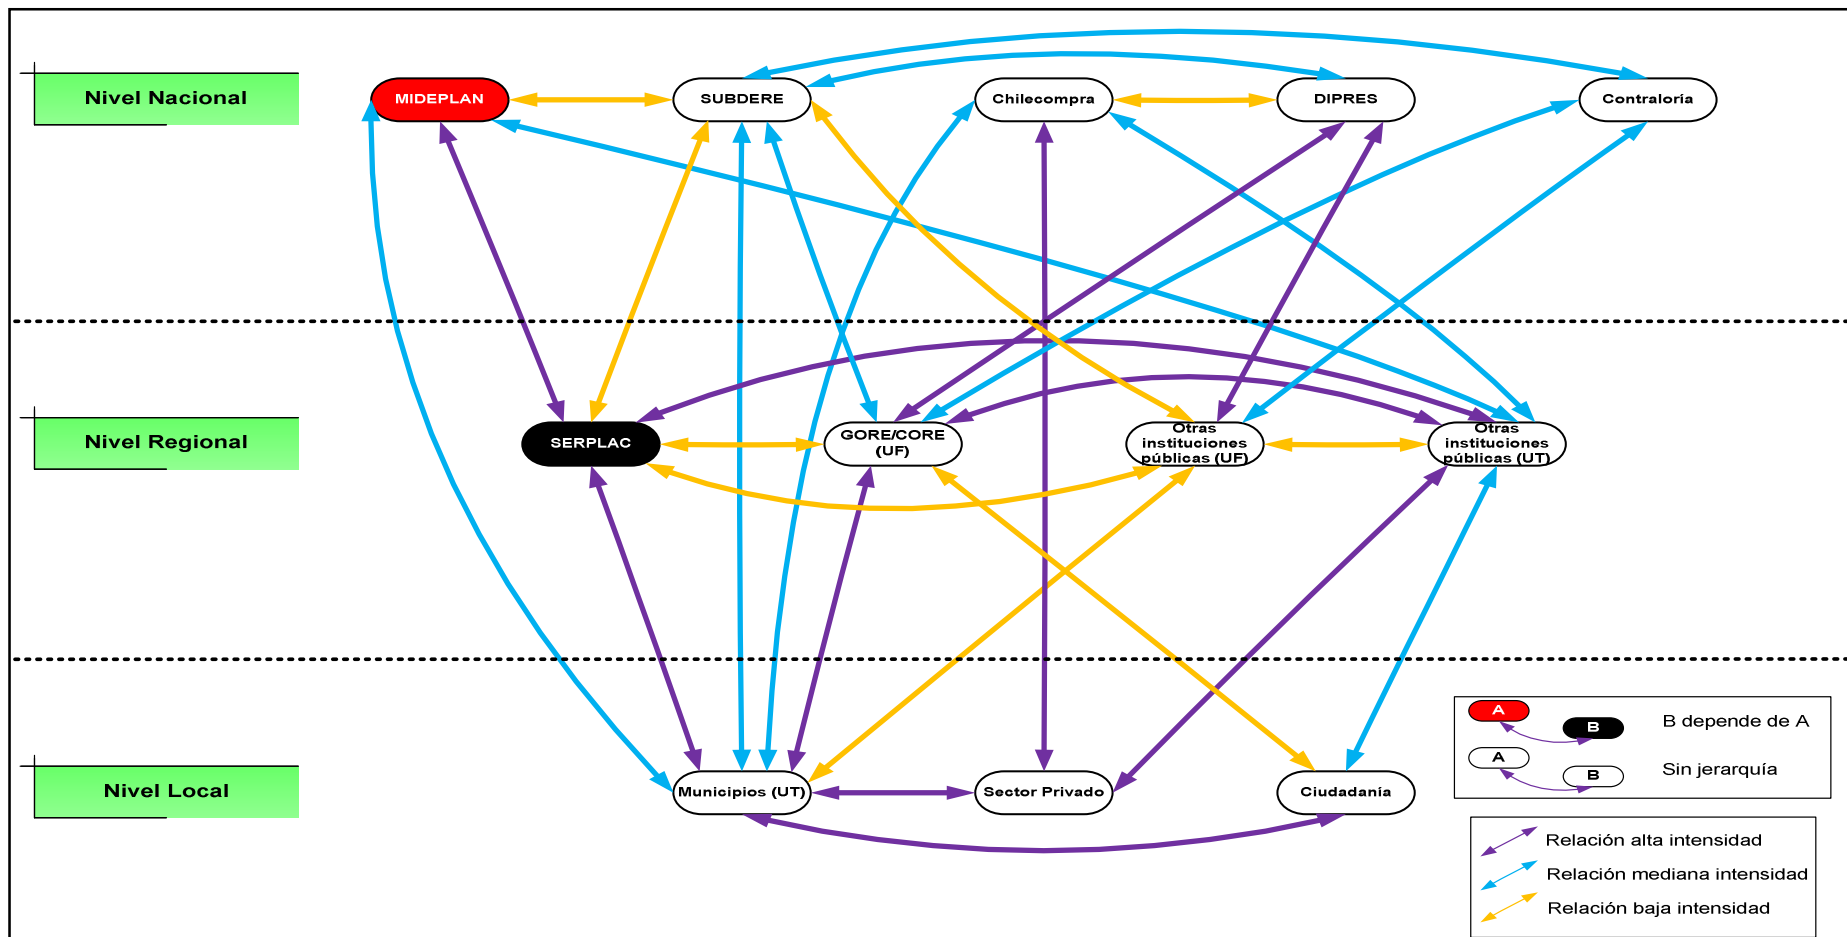 Nivel Nacional
MIDEPLAN
SUBDERE
Chilecompra
DIPRES
Contraloría
Nivel Regional
SERPLAC
GORE/CORE
(UF)
Otras
instituciones
públicas (UF)
Otras
instituciones
públicas (UT)
Nivel Local
Municipios (UT)
Sector Privado
Ciudadanía
A
B
B depende de A
A
B
Sin jerarquía
Relación alta intensidad
Relación mediana intensidad
Relación baja intensidad